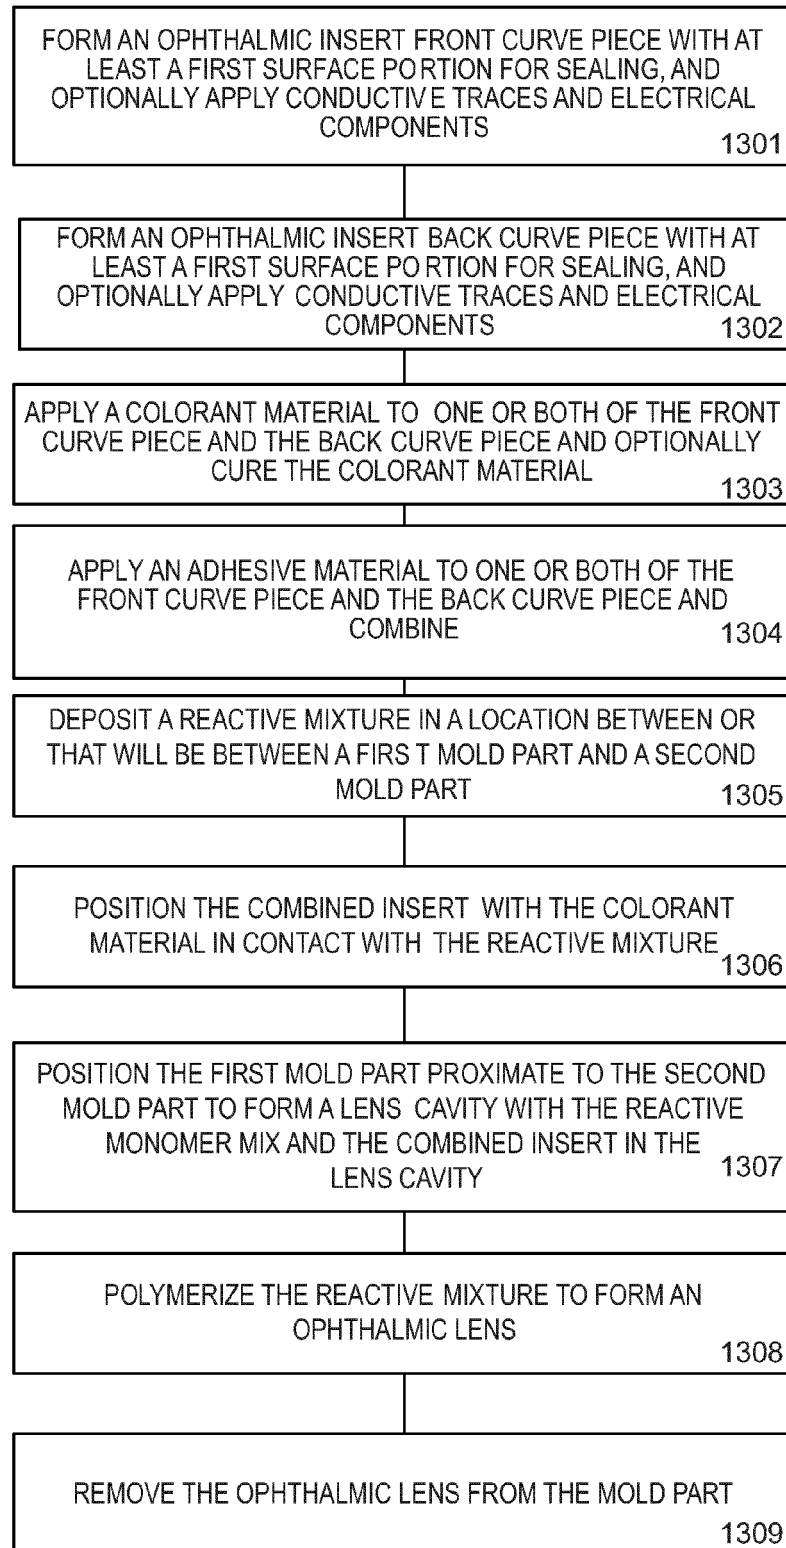 FORM AN OPHTHALMIC INSERT FRONT CURVE PIECE WITH AT
LEAST A FIRST SURFACE PORTION FOR SEALING, AND
OPTIONALLY APPLY CONDUCTIVE TRACES AND ELECTRICAL
COMPONENTS
1301
FORM AN OPHTHALMIC INSERT BACK CURVE PIECE WITH AT
LEAST A FIRST SURFACE PORTION FOR SEALING, AND
OPTIONALLY APPLY CONDUCTIVE TRACES AND ELECTRICAL
COMPONENTS
1302
APPLY A COLORANT MATERIAL TO ONE OR BOTH OF THE FRONT
CURVE PIECE AND THE BACK CURVE PIECE AND OPTIONALLY
CURE THE COLORANT MATERIAL
1303
APPLY AN ADHESIVE MATERIAL TO ONE OR BOTH OF THE
FRONT CURVE PIECE AND THE BACK CURVE PIECE AND
COMBINE
1304
DEPOSIT A REACTIVE MIXTURE IN A LOCATION BETWEEN OR
THAT WILL BE BETWEEN A FIRST MOLD PART AND A SECOND
MOLD PART
1305
POSITION THE COMBINED INSERT WITH THE COLORANT
MATERIAL IN CONTACT WITH THE REACTIVE MIXTURE
1306
POSITION THE FIRST MOLD PART PROXIMATE TO THE SECOND
MOLD PART TO FORM A LENS CAVITY WITH THE REACTIVE
MONOMER MIX AND THE COMBINED INSERT IN THE
LENS CAVITY
1307
POLYMERIZE THE REACTIVE MIXTURE TO FORM AN
OPHTHALMIC LENS
1308
REMOVE THE OPHTHALMIC LENS FROM THE MOLD PART
1309